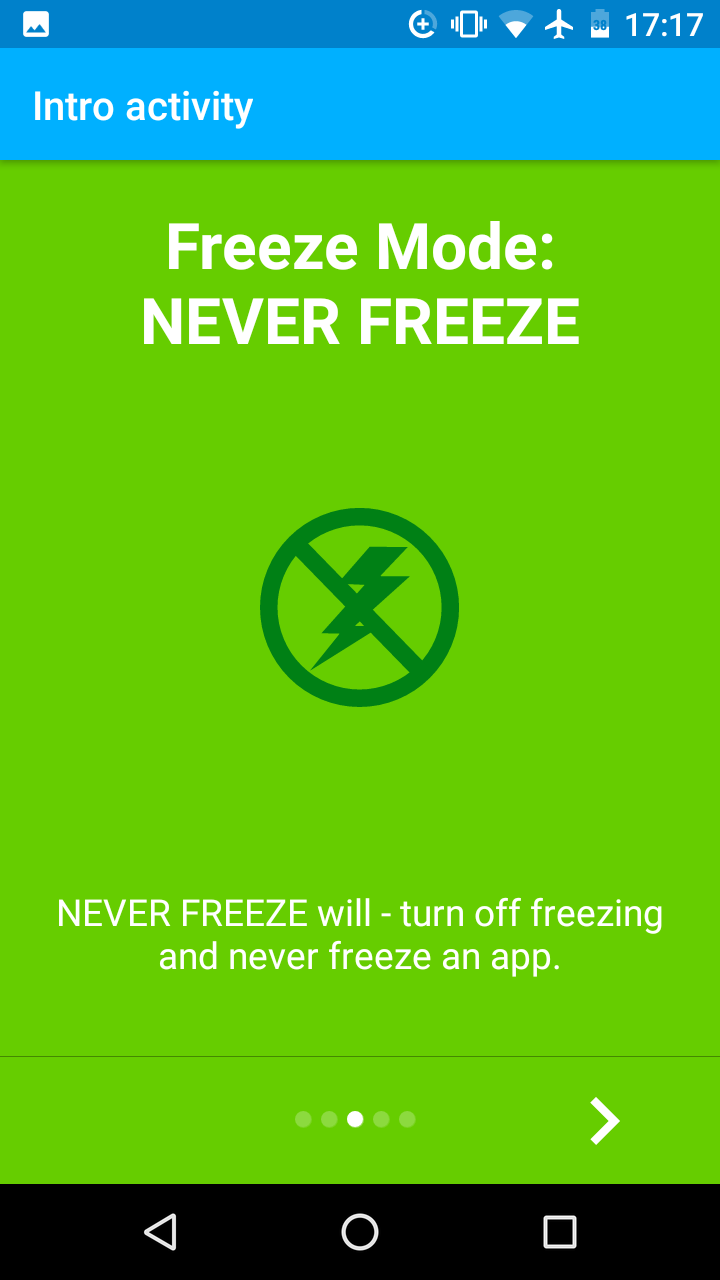 38 17:17
Intro activity
Freeze Mode:
NEVER FREEZE
NEVER FREEZE will - turn off freezing
and never freeze an app.